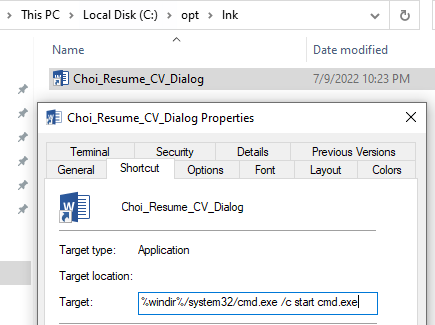 This PC > Local Disk (C:) > opt > lnk
Name Date modified
Choi_Resume_CV_Dialog 7/9/2022 10:23 PM
Choi_Resume_CV_Dialog Properties
Terminal Security Details Previous Versions
General Shortcut Options Font Layout Colors
Choi_Resume_CV_Dialog
Target type: Application
Target location:
Target: %windir%/system32/cmd.exe /c start cmd.exe